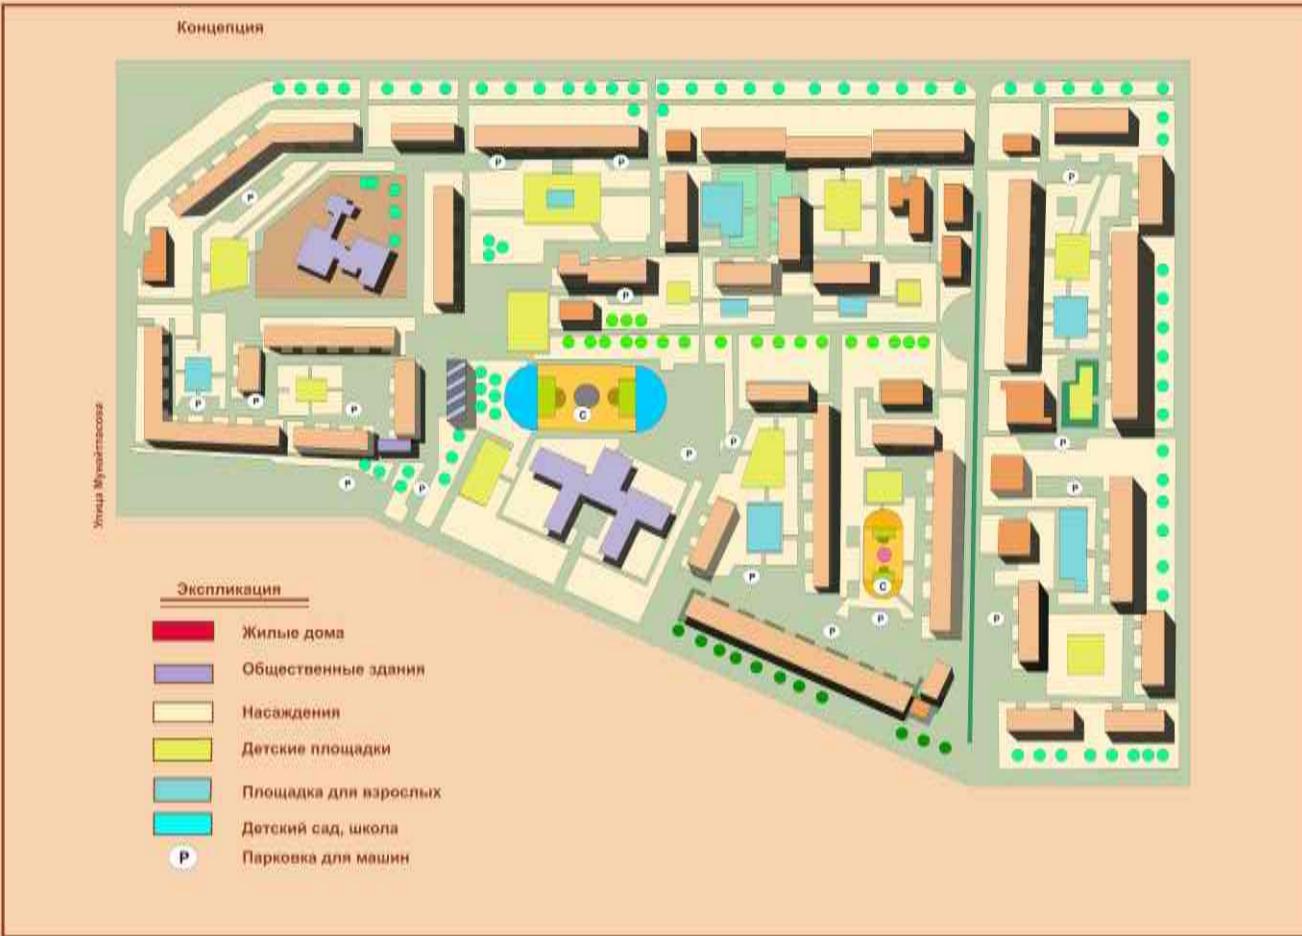 Концепция
P
P
P
P
P
P
P
P
C
P
P
P
P
P
P
P
P
C
P
P
P
Улица Мунайтпасова
Экспликация
Жилые дома
Общественные здания
Насаждения
Детские площадки
Площадка для взрослых
Детский сад, школа
P Парковка для машин